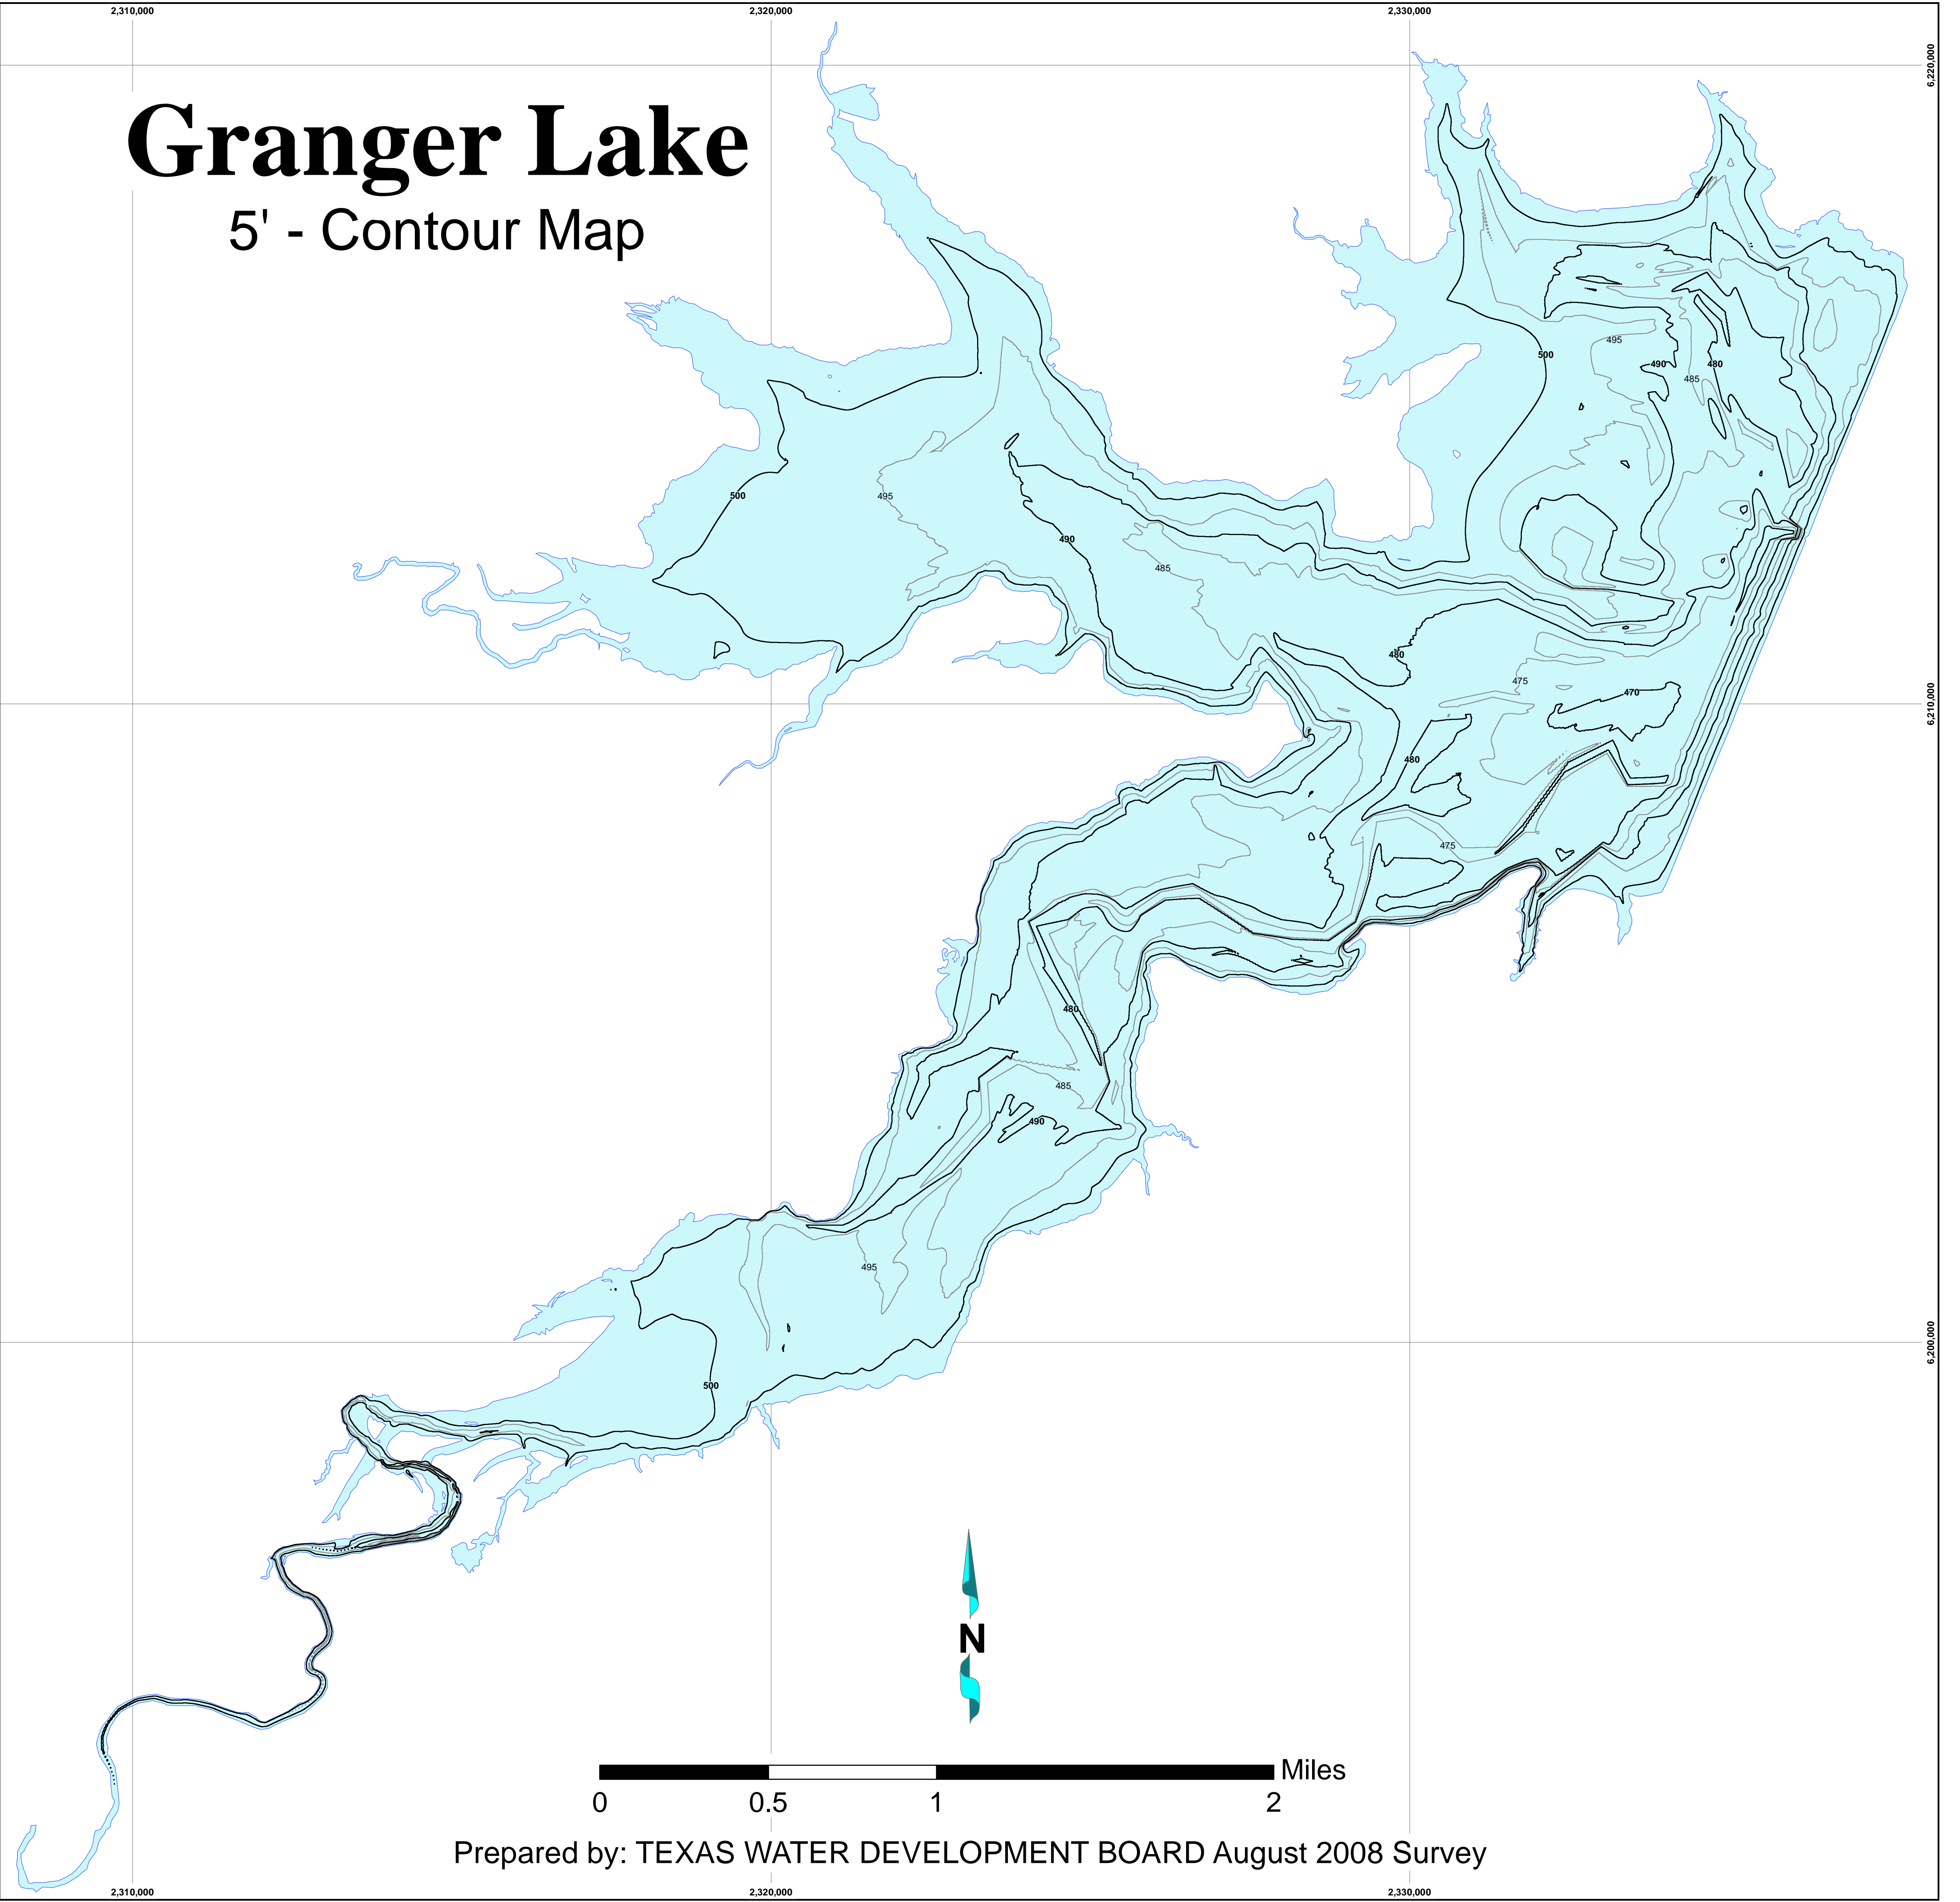 2,310,000 2,320,000 2,330,000
6,220,000
Granger Lake
5' - Contour Map
500
495
490
480
485
500
495
490
485
480
475
470
6,210,000
480
475
480
485
490
495
6,200,000
500
N
Miles
0 0.5 1 2
Prepared by: TEXAS WATER DEVELOPMENT BOARD August 2008 Survey
2,310,000 2,320,000 2,330,000